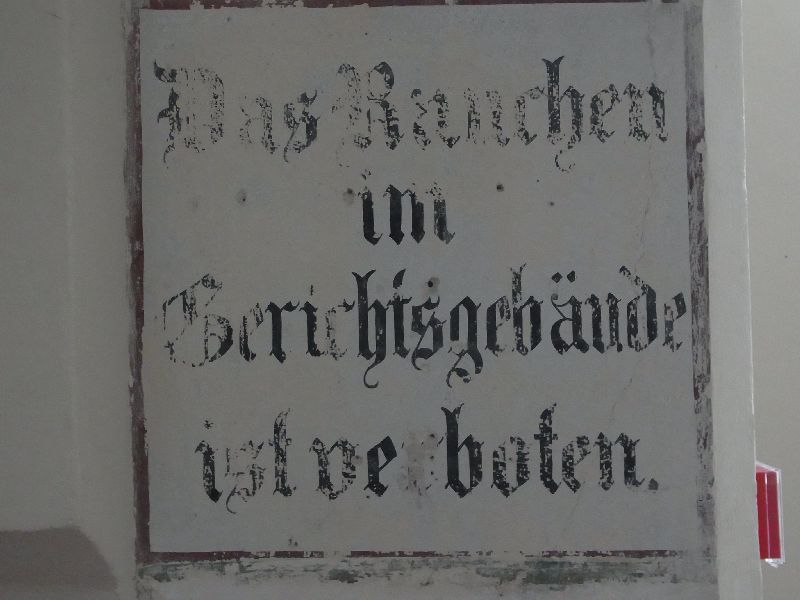 Das Rauchen
im
Gerichtsgebäude
ist verboten.